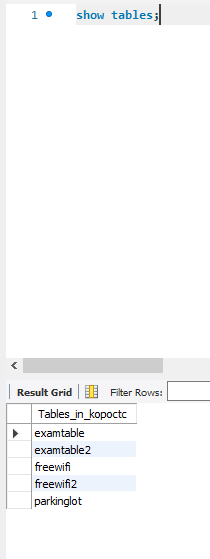 1 show tables;
Result Grid Filter Rows:
Tables_in_kopoctc
examtable
examtable2
freewifi
freewifi2
parkinglot